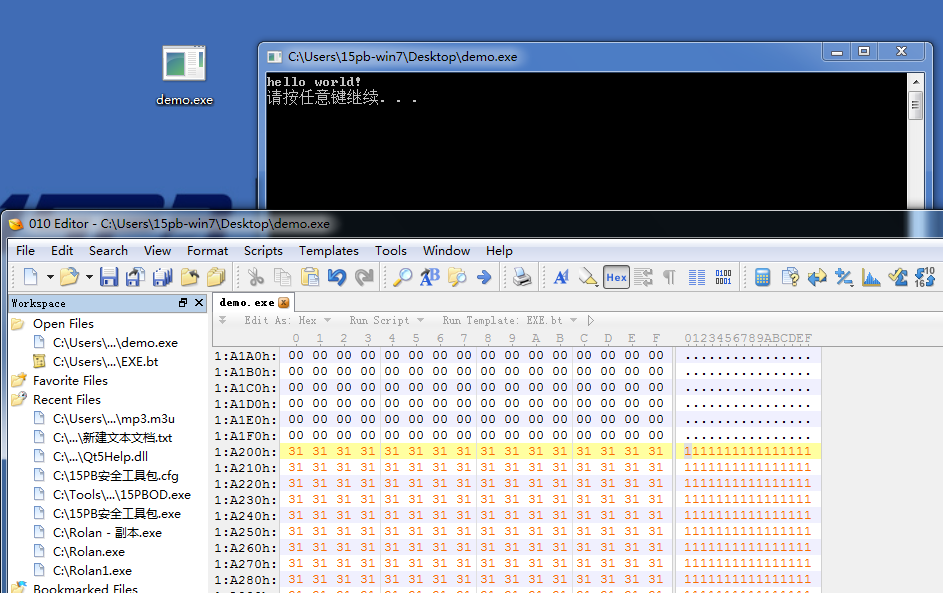 demo.exe
C:\Users\15pb-win7\Desktop\demo.exe
hello world!
请按任意键继续. . .
010 Editor - C:\Users\15pb-win7\Desktop\demo.exe
File Edit Search View Format Scripts Templates Tools Window Help
Hex
Workspace
demo.exe
Edit As: Hex Run Script Run Template: EXE.bt
0 1 2 3 4 5 6 7 8 9 A B C D E F 0123456789ABCDEF
Open Files
C:\Users\...\demo.exe
C:\Users\...\EXE.bt
Favorite Files
Recent Files
C:\Users\...\mp3.m3u
C:\...\新建文本文档.txt
C:\...\Qt5Help.dll
C:\15PB安全工具包.cfg
C:\Tools\...\15PBOD.exe
C:\15PB安全工具包.exe
C:\Rolan - 副本.exe
C:\Rolan.exe
C:\Rolan1.exe
Bookmarked Files
1:A1A0h: 00 00 00 00 00 00 00 00 00 00 00 00 00 00 00 00 ................
1:A1B0h: 00 00 00 00 00 00 00 00 00 00 00 00 00 00 00 00 ................
1:A1C0h: 00 00 00 00 00 00 00 00 00 00 00 00 00 00 00 00 ................
1:A1D0h: 00 00 00 00 00 00 00 00 00 00 00 00 00 00 00 00 ................
1:A1E0h: 00 00 00 00 00 00 00 00 00 00 00 00 00 00 00 00 ................
1:A1F0h: 00 00 00 00 00 00 00 00 00 00 00 00 00 00 00 00 ................
1:A200h: 31 31 31 31 31 31 31 31 31 31 31 31 31 31 31 31 1111111111111111
1:A210h: 31 31 31 31 31 31 31 31 31 31 31 31 31 31 31 31 1111111111111111
1:A220h: 31 31 31 31 31 31 31 31 31 31 31 31 31 31 31 31 1111111111111111
1:A230h: 31 31 31 31 31 31 31 31 31 31 31 31 31 31 31 31 1111111111111111
1:A240h: 31 31 31 31 31 31 31 31 31 31 31 31 31 31 31 31 1111111111111111
1:A250h: 31 31 31 31 31 31 31 31 31 31 31 31 31 31 31 31 1111111111111111
1:A260h: 31 31 31 31 31 31 31 31 31 31 31 31 31 31 31 31 1111111111111111
1:A270h: 31 31 31 31 31 31 31 31 31 31 31 31 31 31 31 31 1111111111111111
1:A280h: 31 31 31 31 31 31 31 31 31 31 31 31 31 31 31 31 1111111111111111